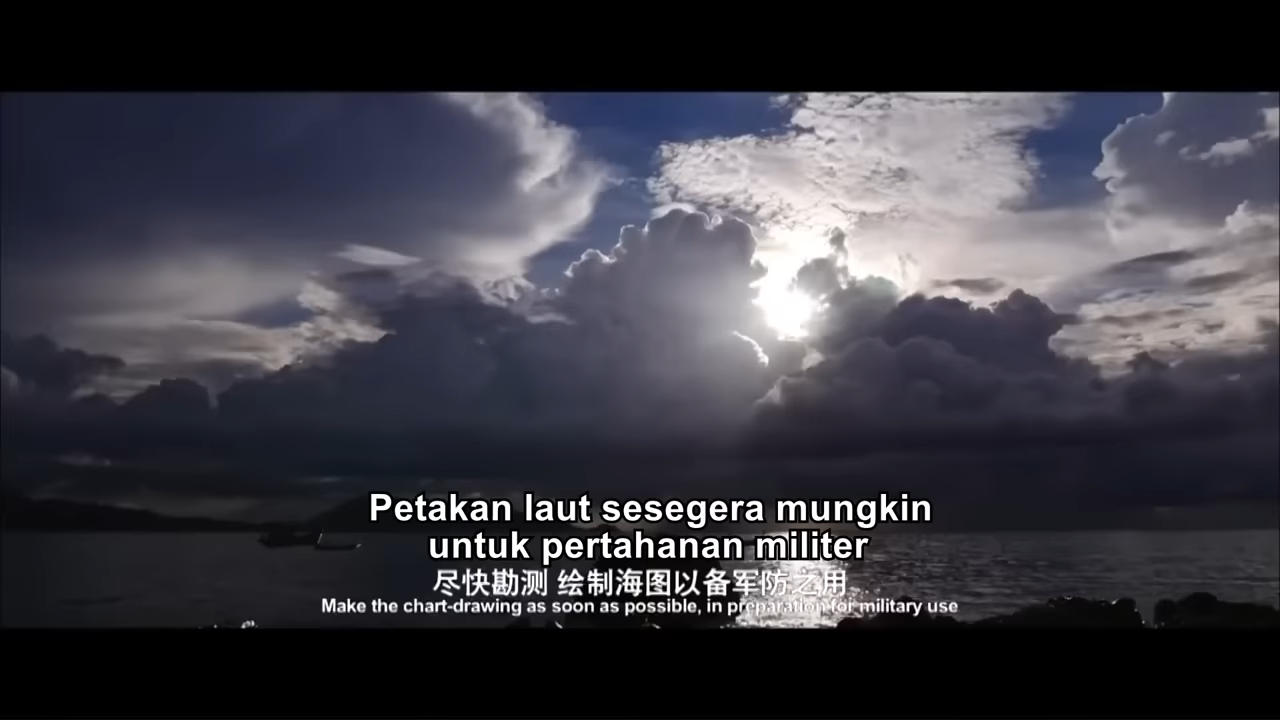 Petakan laut sesegera mungkin
untuk pertahanan militer
尽快勘测 绘制海图以备军防之用
Make the chart-drawing as soon as possible, in preparation for military use